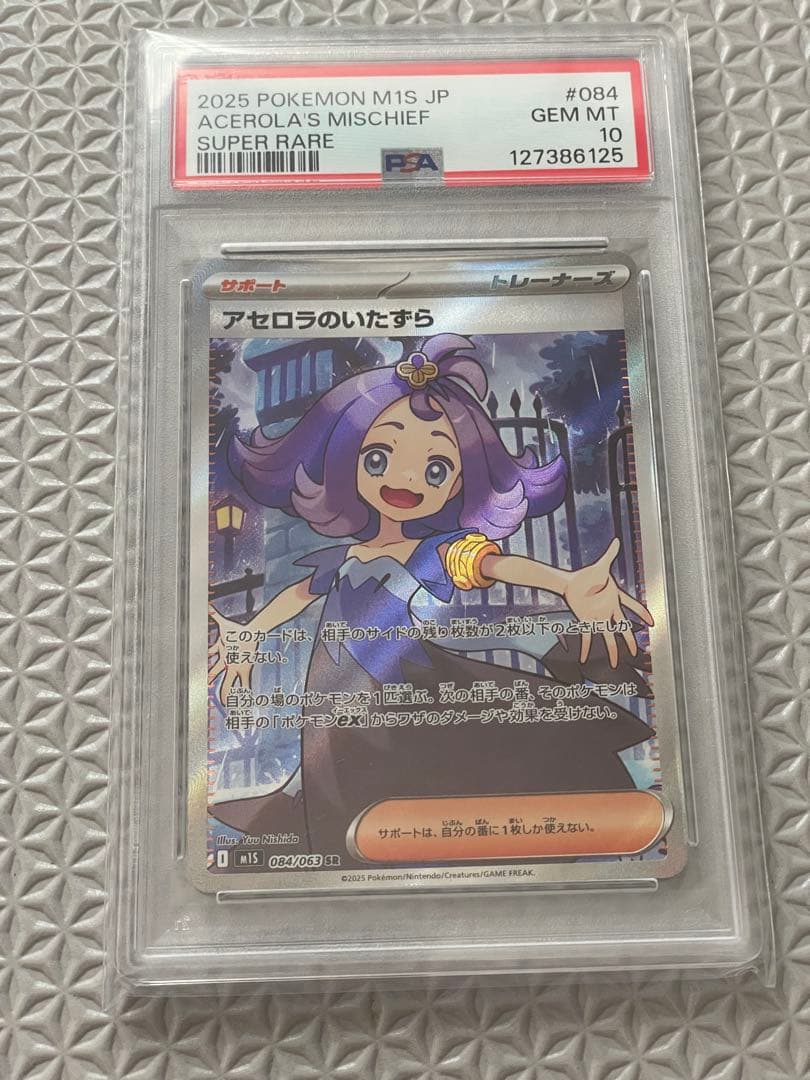 2025 POKEMON M1S JP #084
ACEROLA'S MISCHIEF GEM MT
SUPER RARE 10
PSA 127386125
サポート トレーナーズ
アセロラのいたずら
このカードは、相手のサイドの残り枚数が2枚以下のときにしか
使えない。
自分の場のポケモンを1匹選ぶ。次の相手の番、そのポケモンは
相手の「ポケモンex」からワザのダメージや効果を受けない。
サポートは、自分の番に1枚しか使えない。
Illus. Yuu Nishida
I M1S 084/063 SR
©2025 Pokémon/Nintendo/Creatures/GAME FREAK.